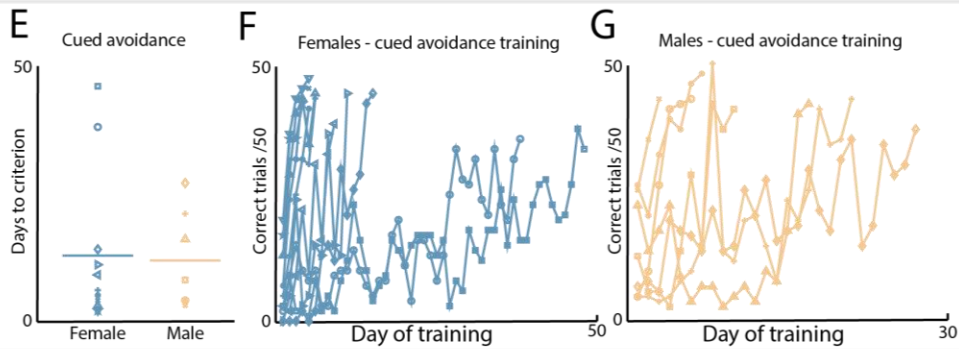 E
Cued avoidance
50
Days to criterion
0
Female
Male
F
Females - cued avoidance training
50
Correct trials /50
0
Day of training
50
G
Males - cued avoidance training
50
Correct trials /50
0
Day of training
30